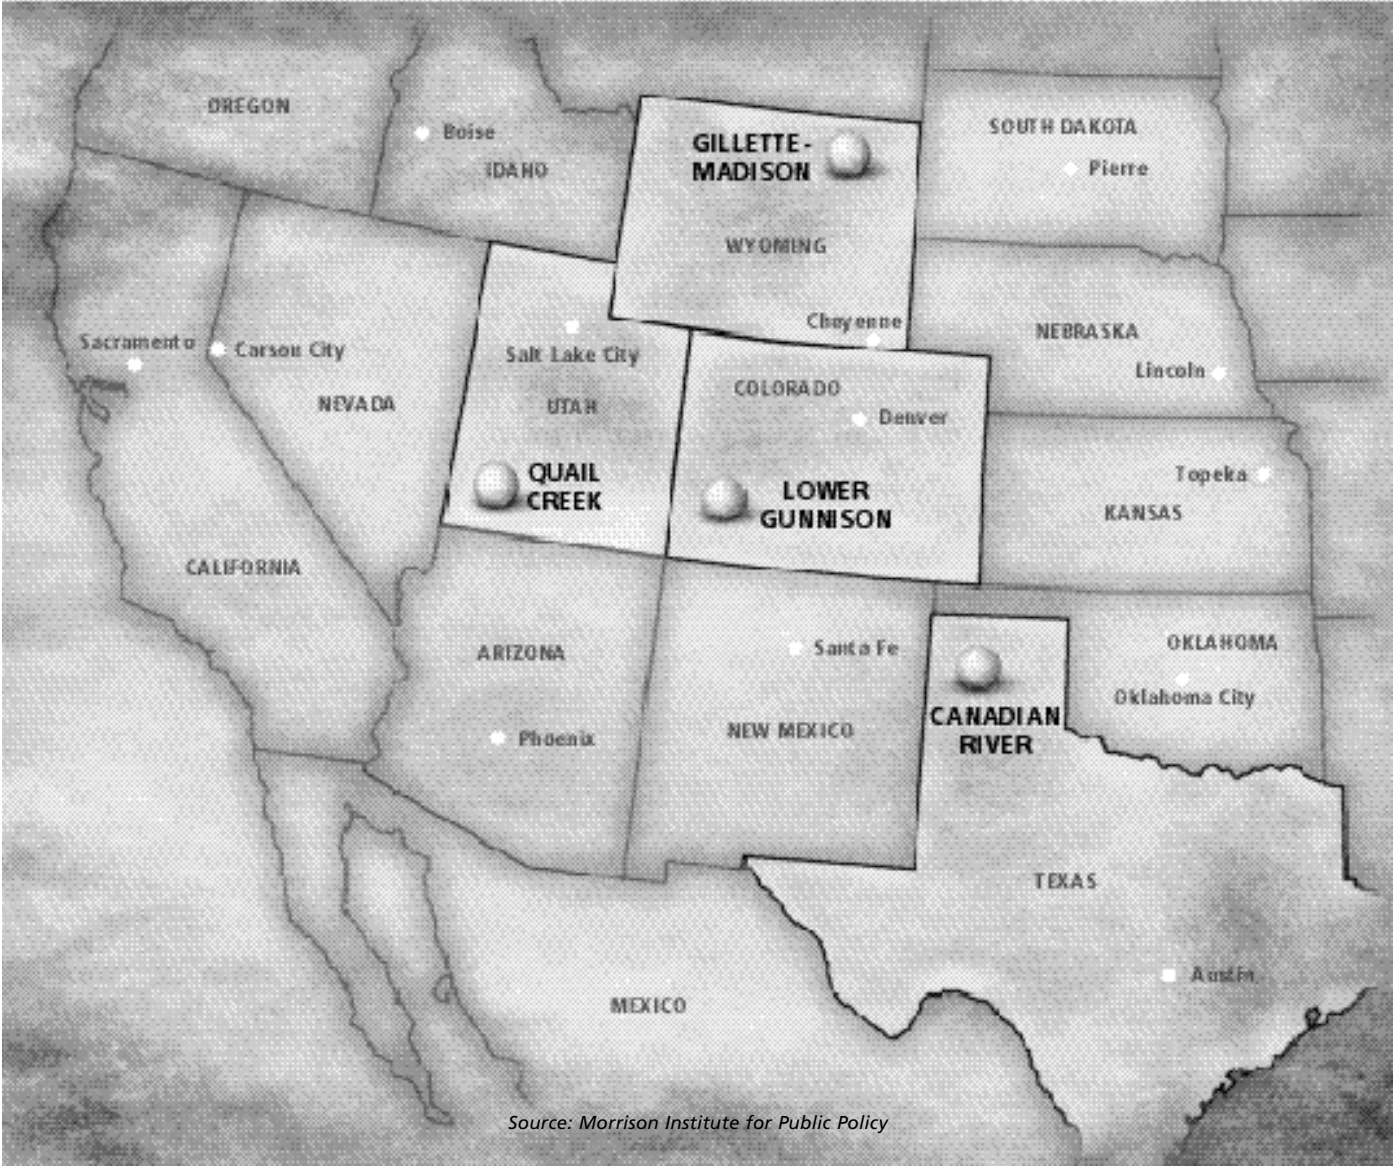 OREGON
Boise
IDAHO
GILLETTE-
MADISON
SOUTH DAKOTA
Pierre
WYOMING
Cheyenne
NEBRASKA
Lincoln
Sacramento
Carson City
NEVADA
Salt Lake City
UTAH
COLORADO
Denver
QUAIL
CREEK
LOWER
GUNNISON
Topeka
KANSAS
CALIFORNIA
ARIZONA
Phoenix
Santa Fe
NEW MEXICO
OKLAHOMA
Oklahoma City
CANADIAN
RIVER
TEXAS
Austin
MEXICO
Source: Morrison Institute for Public Policy